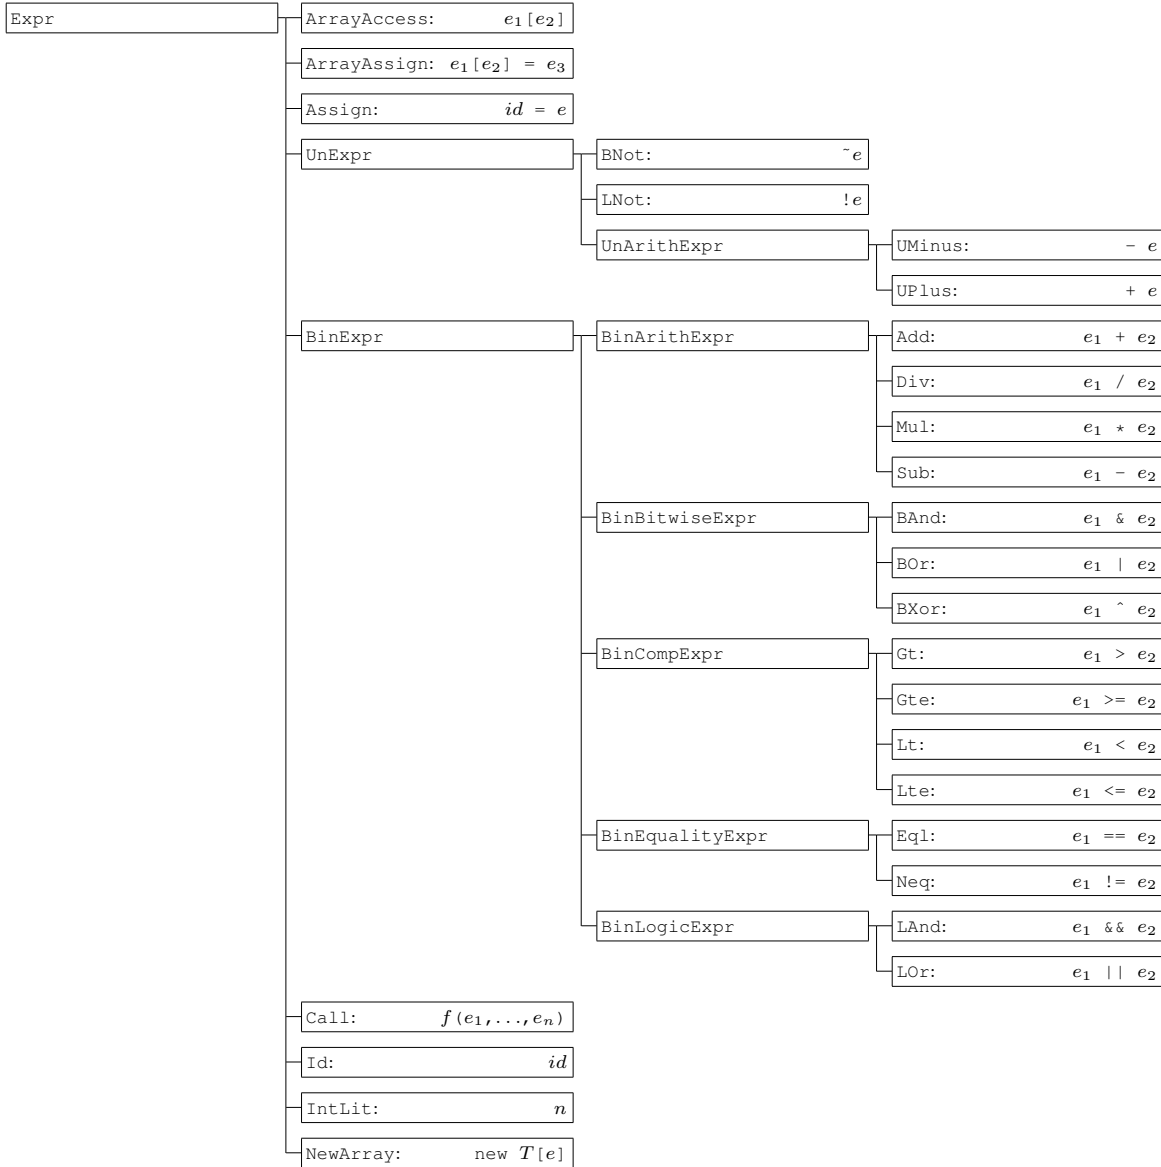 Expr ArrayAccess: e₁[e₂]
ArrayAssign: e₁[e₂] = e₃
Assign: id = e
UnExpr BNot: ~e
LNot: !e
UnArithExpr UMinus: - e
UPlus: + e
BinExpr BinArithExpr Add: e₁ + e₂
Div: e₁ / e₂
Mul: e₁ * e₂
Sub: e₁ - e₂
BinBitwiseExpr BAnd: e₁ & e₂
BOr: e₁ | e₂
BXor: e₁ ^ e₂
BinCompExpr Gt: e₁ > e₂
Gte: e₁ >= e₂
Lt: e₁ < e₂
Lte: e₁ <= e₂
BinEqualityExpr Eql: e₁ == e₂
Neq: e₁ != e₂
BinLogicExpr LAnd: e₁ && e₂
LOr: e₁ || e₂
Call: f(e₁,...,eₙ)
Id: id
IntLit: n
NewArray: new T[e]